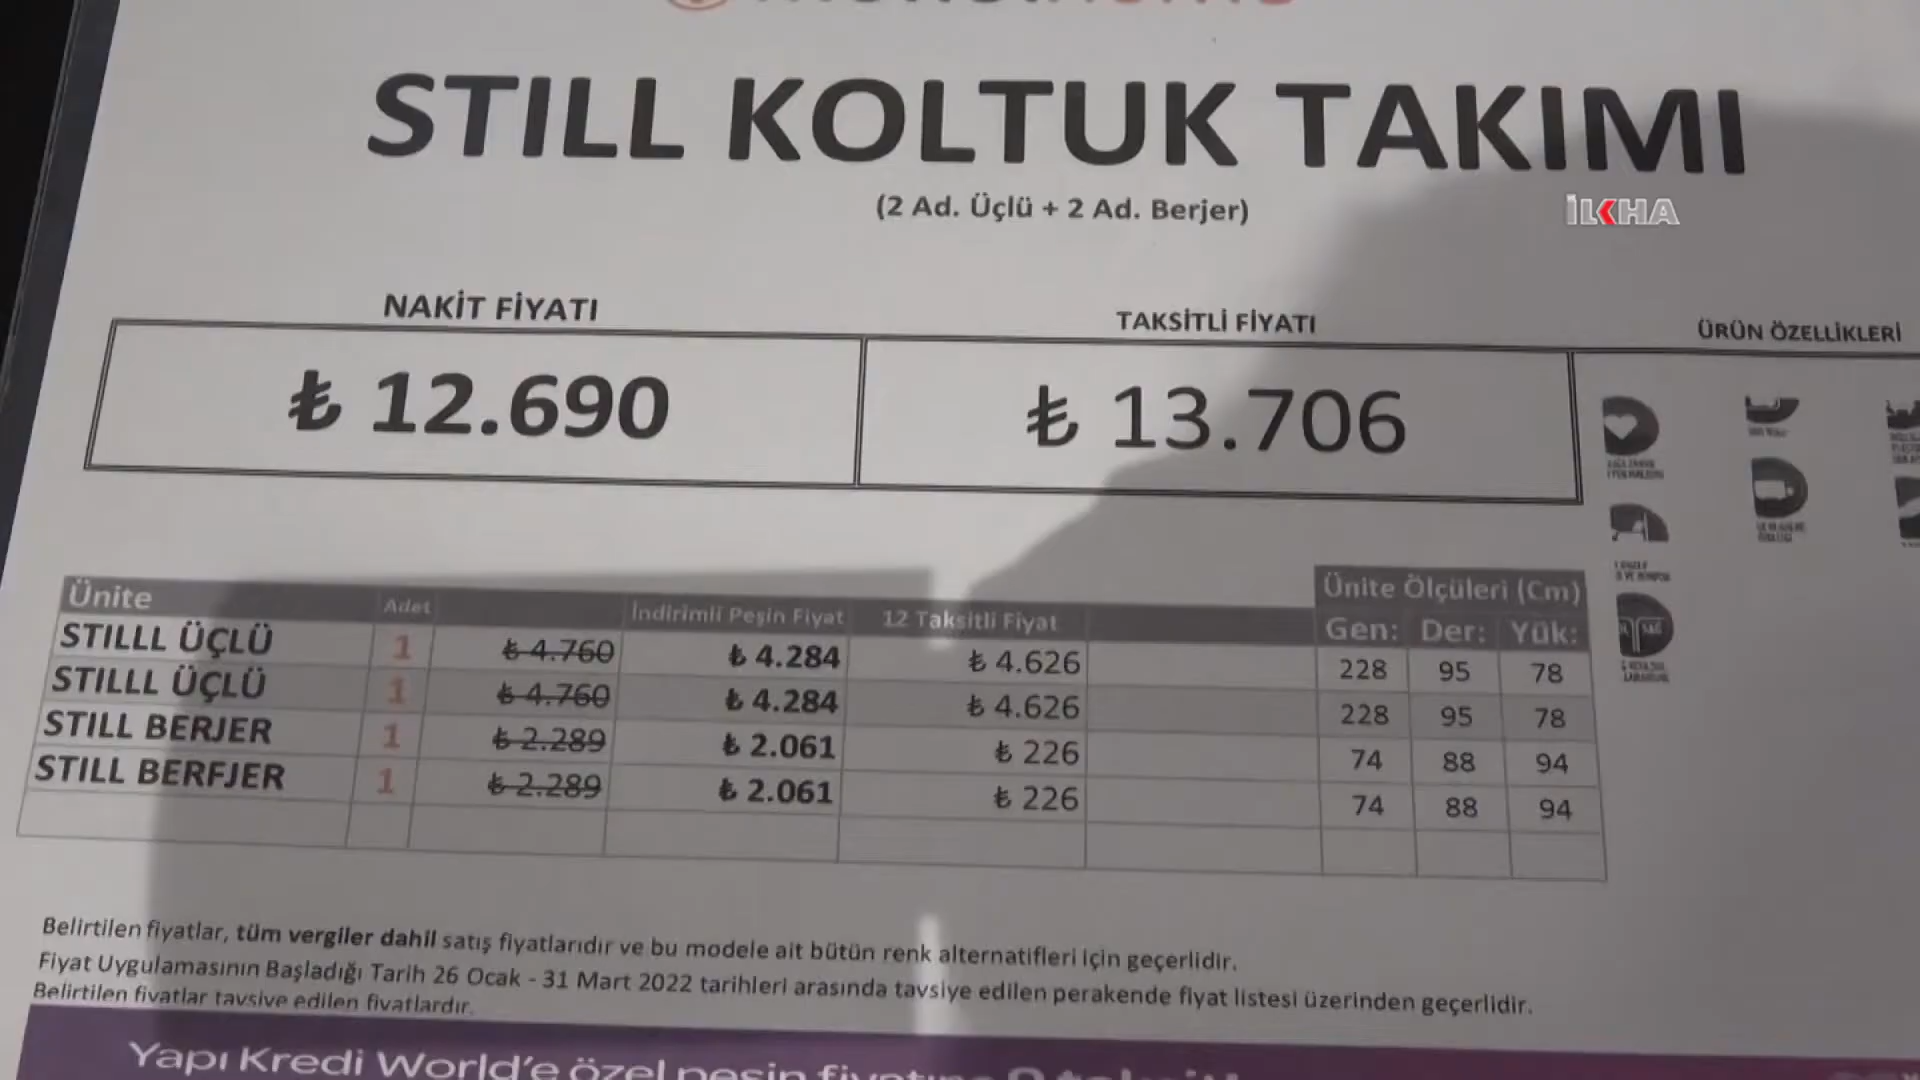 STILL KOLTUK TAKIMI
(2 Ad. Üçlü + 2 Ad. Berjer)
İLKHA
NAKİT FİYATI
TAKSİTLİ FİYATI
ÜRÜN ÖZELLİKLERİ
₺ 12.690
₺ 13.706
Ünite Adet İndirimli Peşin Fiyat 12 Taksitli Fiyat Ünite Ölçüleri (Cm)
Gen: Der: Yük:
STILLL ÜÇLÜ 1 ₺ 4.760 ₺ 4.284 ₺ 4.626 228 95 78
STILLL ÜÇLÜ 1 ₺ 4.760 ₺ 4.284 ₺ 4.626 228 95 78
STILL BERJER 1 ₺ 2.289 ₺ 2.061 ₺ 226 74 88 94
STILL BERFJER 1 ₺ 2.289 ₺ 2.061 ₺ 226 74 88 94
Belirtilen fiyatlar, tüm vergiler dahil satış fiyatlarıdır ve bu modele ait bütün renk alternatifleri için geçerlidir.
Fiyat Uygulamasının Başladığı Tarih 26 Ocak - 31 Mart 2022 tarihleri arasında tavsiye edilen perakende fiyat listesi üzerinden geçerlidir.
Belirtilen fiyatlar tavsiye edilen fiyatlardır.
Yapı Kredi World'e özel peşin fiyatına